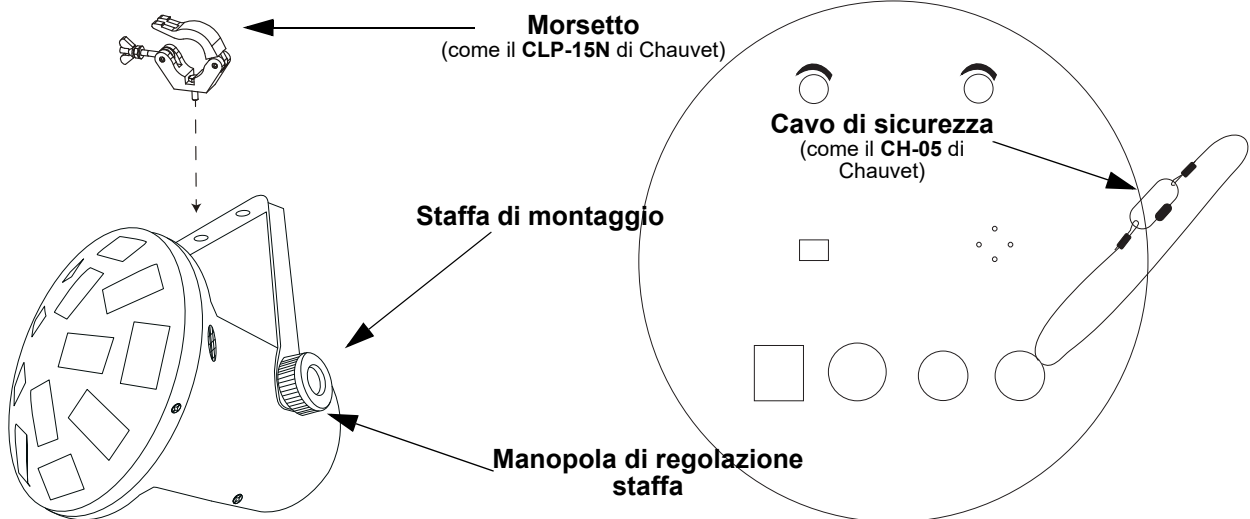 Morsetto
(come il CLP-15N di Chauvet)
Cavo di sicurezza
(come il CH-05 di
Chauvet)
Staffa di montaggio
Manopola di regolazione
staffa